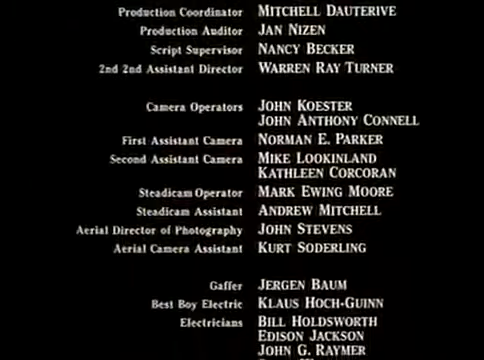 Production Coordinator MITCHELL DAUTERIVE
Production Auditor JAN NIZEN
Script Supervisor NANCY BECKER
2nd 2nd Assistant Director WARREN RAY TURNER
Camera Operators JOHN KOESTER
JOHN ANTHONY CONNELL
First Assistant Camera NORMAN E. PARKER
Second Assistant Camera MIKE LOOKINLAND
KATHLEEN CORCORAN
Steadicam Operator MARK EWING MOORE
Steadicam Assistant ANDREW MITCHELL
Aerial Director of Photography JOHN STEVENS
Aerial Camera Assistant KURT SODERLING
Gaffer JERGEN BAUM
Best Boy Electric KLAUS HOCH-GUINN
Electricians BILL HOLDSWORTH
EDISON JACKSON
JOHN G. RAYMER